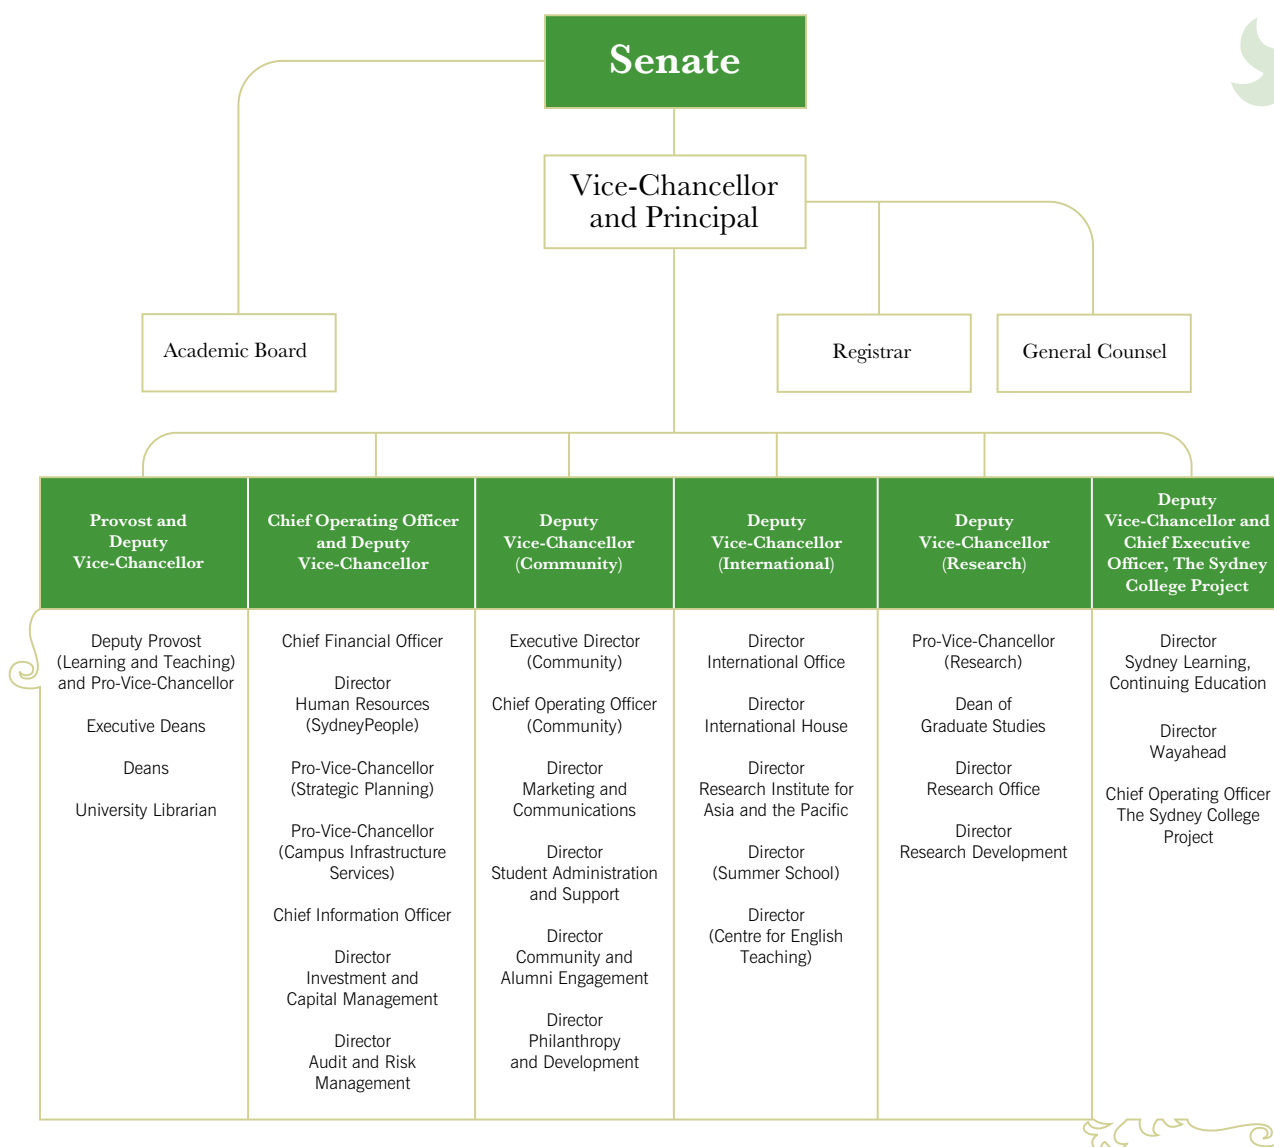 Senate
Vice-Chancellor
and Principal
Academic Board
Registrar
General Counsel
Provost and
Deputy
Vice-Chancellor
Chief Operating Officer
and Deputy
Vice-Chancellor
Deputy
Vice-Chancellor
(Community)
Deputy
Vice-Chancellor
(International)
Deputy
Vice-Chancellor
(Research)
Deputy
Vice-Chancellor and
Chief Executive
Officer, The Sydney
College Project
Deputy Provost
(Learning and Teaching)
and Pro-Vice-Chancellor
Executive Deans
Deans
University Librarian
Chief Financial Officer
Director
Human Resources
(SydneyPeople)
Pro-Vice-Chancellor
(Strategic Planning)
Pro-Vice-Chancellor
(Campus Infrastructure
Services)
Chief Information Officer
Director
Investment and
Capital Management
Director
Audit and Risk
Management
Executive Director
(Community)
Chief Operating Officer
(Community)
Director
Marketing and
Communications
Director
Student Administration
and Support
Director
Community and
Alumni Engagement
Director
Philanthropy
and Development
Director
International Office
Director
International House
Director
Research Institute for
Asia and the Pacific
Director
(Summer School)
Director
(Centre for English
Teaching)
Pro-Vice-Chancellor
(Research)
Dean of
Graduate Studies
Director
Research Office
Director
Research Development
Director
Sydney Learning,
Continuing Education
Director
Wayahead
Chief Operating Officer
The Sydney College
Project